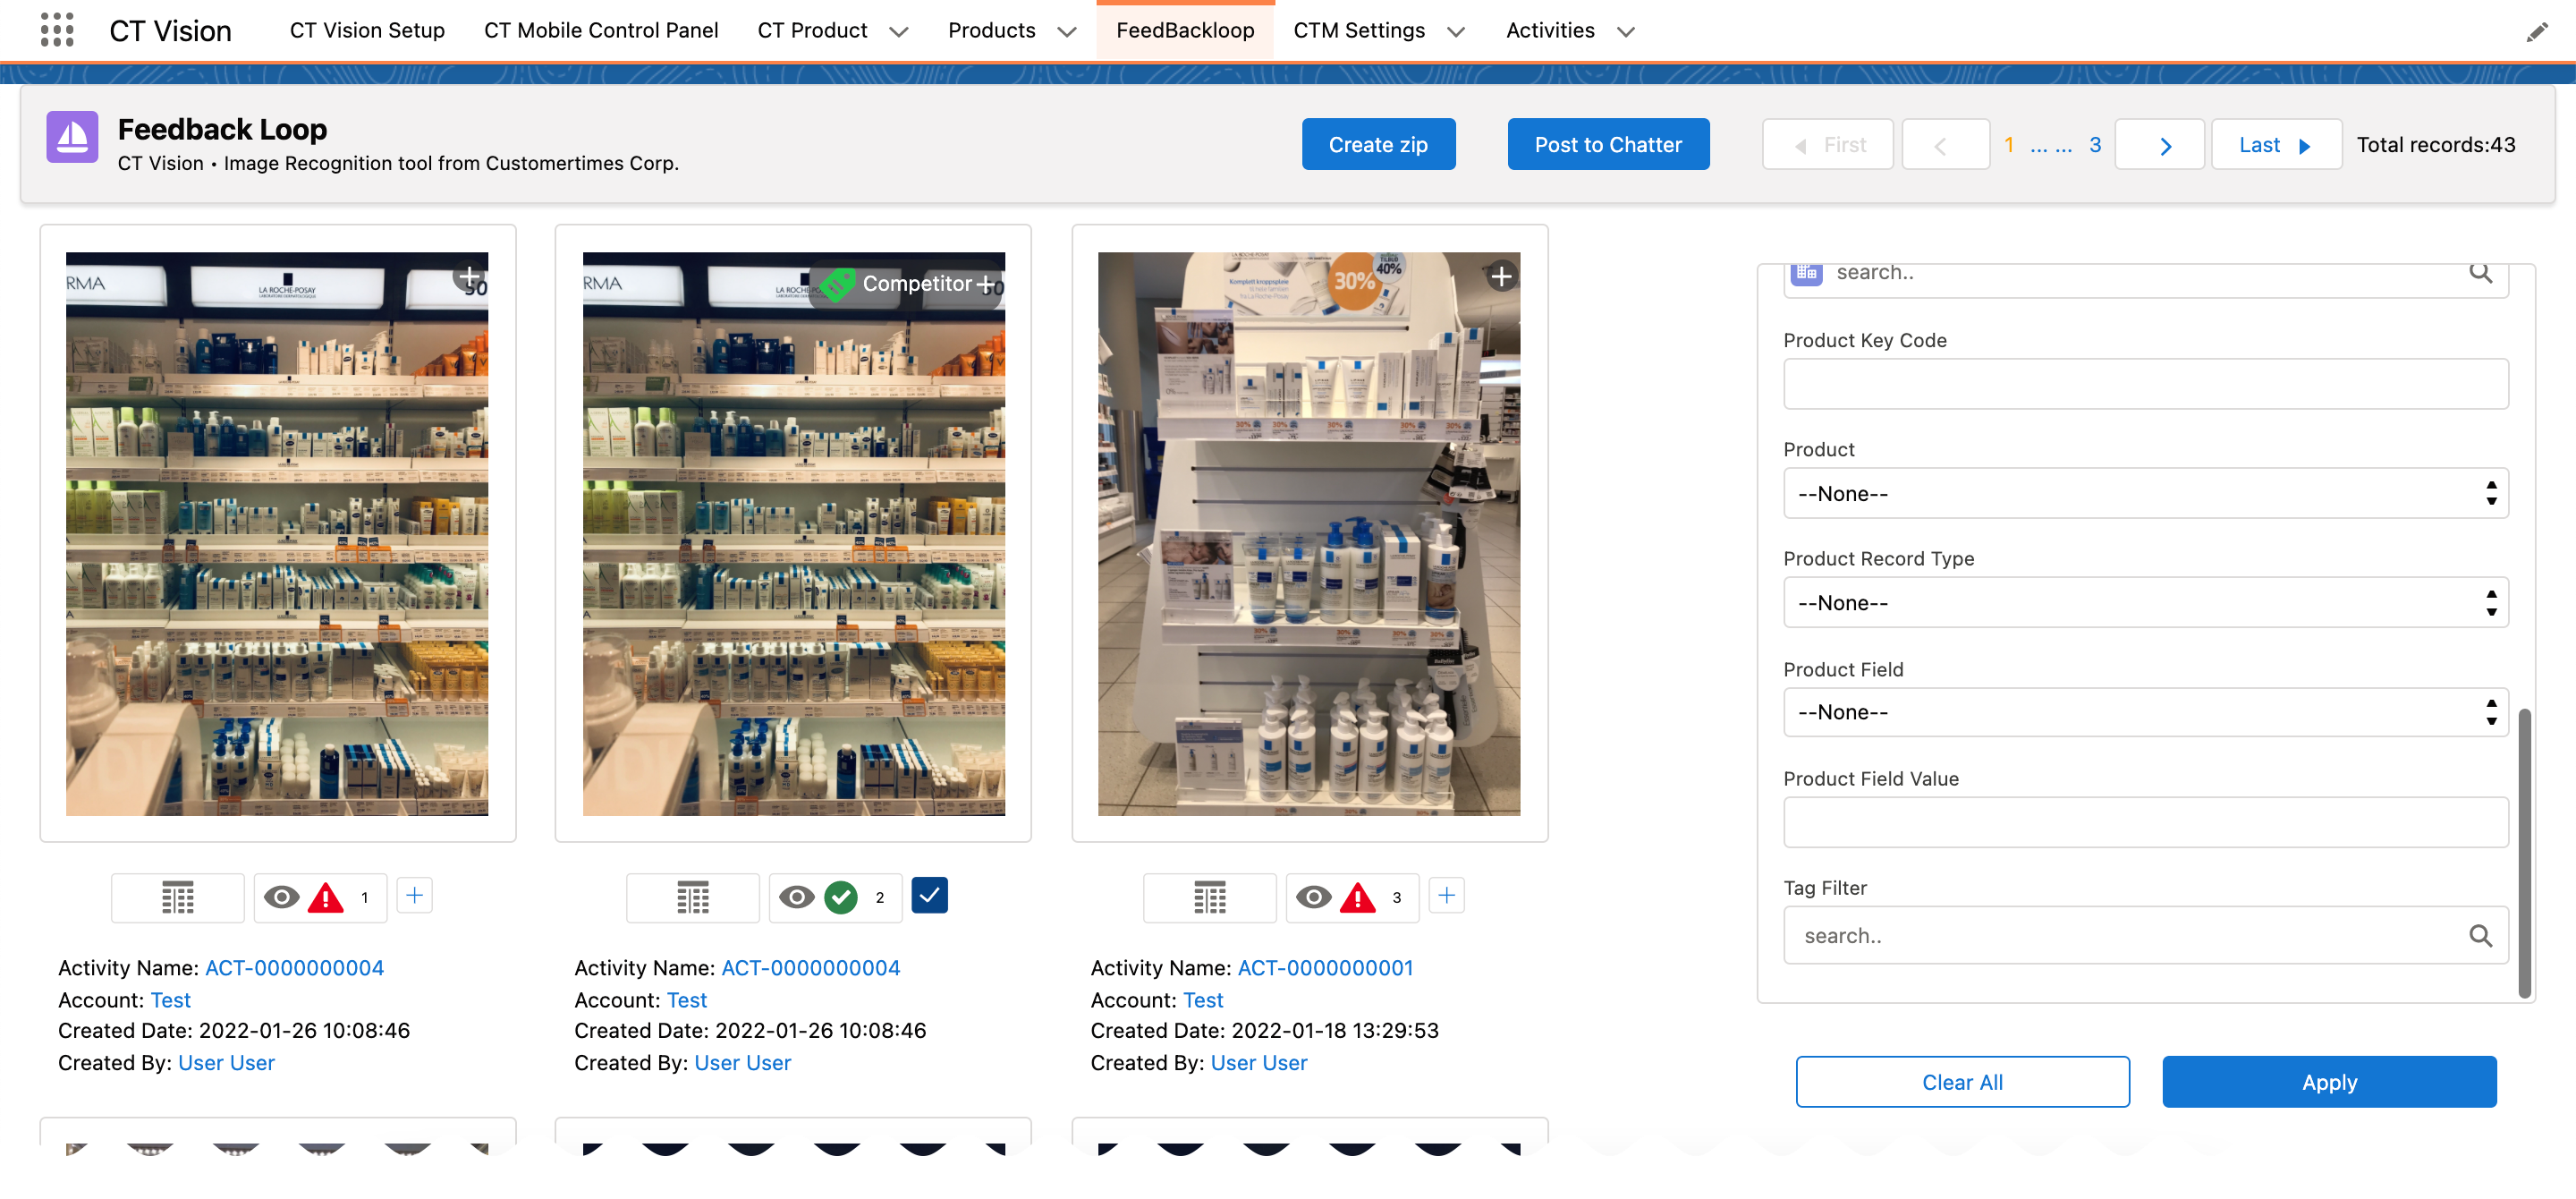 CT Vision
CT Vision Setup
CT Mobile Control Panel
CT Product
Products
FeedBackloop
CTM Settings
Activities
Feedback Loop
CT Vision • Image Recognition tool from Customertimes Corp.
Create zip
Post to Chatter
First
1 ... ... 3
Last
Total records:43
RMA
LA ROCHE-POSAY
50
RMA
Competitor
50
30%
40%
search..
Product Key Code
Product
--None--
Product Record Type
--None--
Product Field
--None--
Product Field Value
Tag Filter
search..
1
2
3
Activity Name: ACT-0000000004
Account: Test
Created Date: 2022-01-26 10:08:46
Created By: User User
Activity Name: ACT-0000000004
Account: Test
Created Date: 2022-01-26 10:08:46
Created By: User User
Activity Name: ACT-0000000001
Account: Test
Created Date: 2022-01-18 13:29:53
Created By: User User
Clear All
Apply